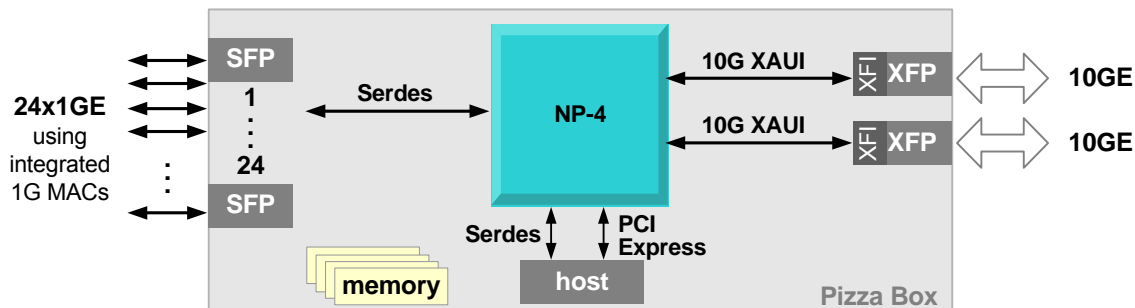 SFP
24x1GE
using
integrated
1G MACs
1
24
SFP
Serdes
NP-4
10G XAUI
XFI
XFP
10GE
10G XAUI
XFI
XFP
10GE
Serdes
PCI
Express
memory
host
Pizza Box